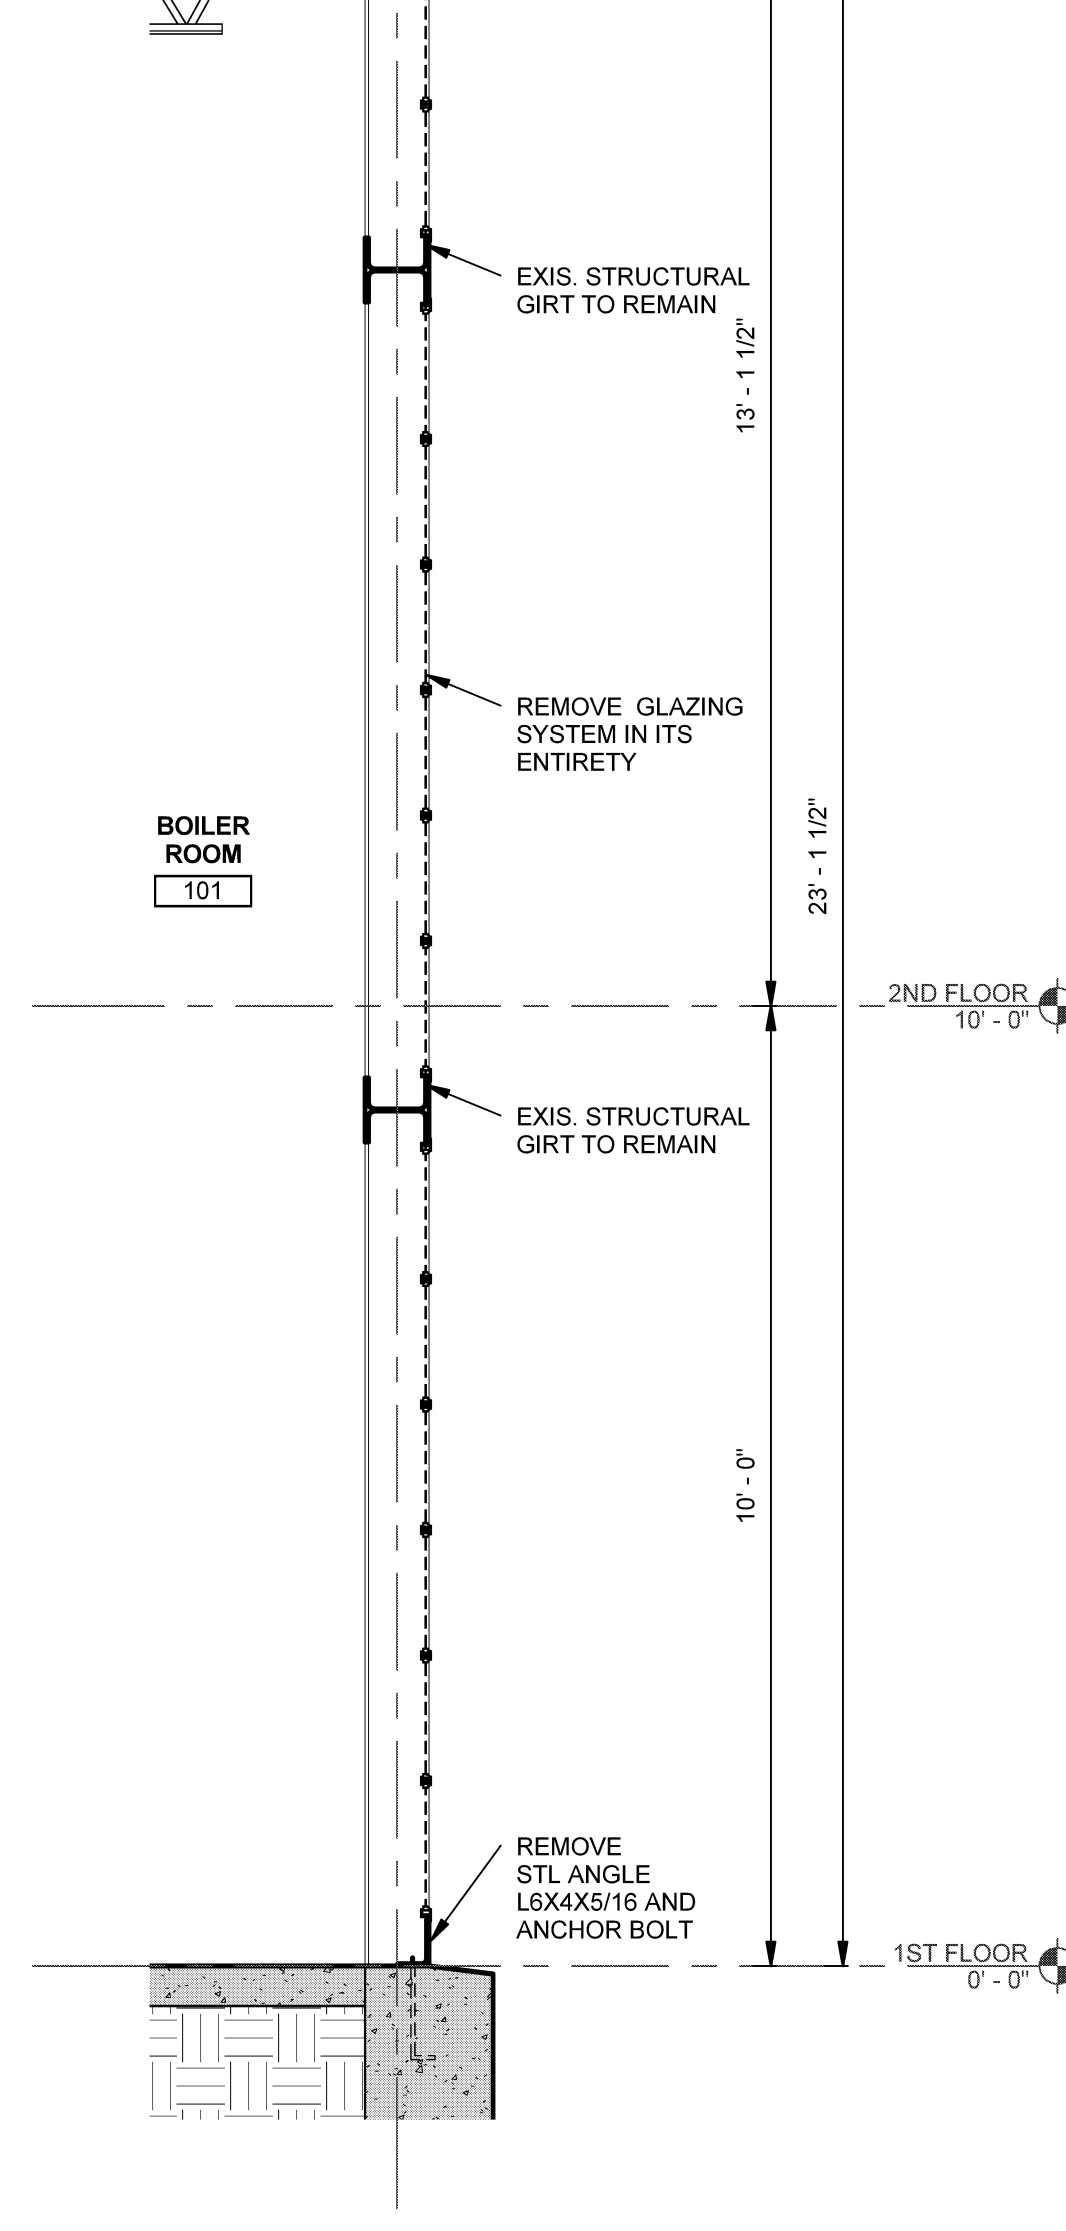 EXIS. STRUCTURAL
GIRT TO REMAIN
13' - 1 1/2"
REMOVE GLAZING
SYSTEM IN ITS
ENTIRETY
23' - 1 1/2"
BOILER
ROOM
101
2ND FLOOR
10' - 0"
EXIS. STRUCTURAL
GIRT TO REMAIN
10' - 0"
REMOVE
STL ANGLE
L6X4X5/16 AND
ANCHOR BOLT
1ST FLOOR
0' - 0"